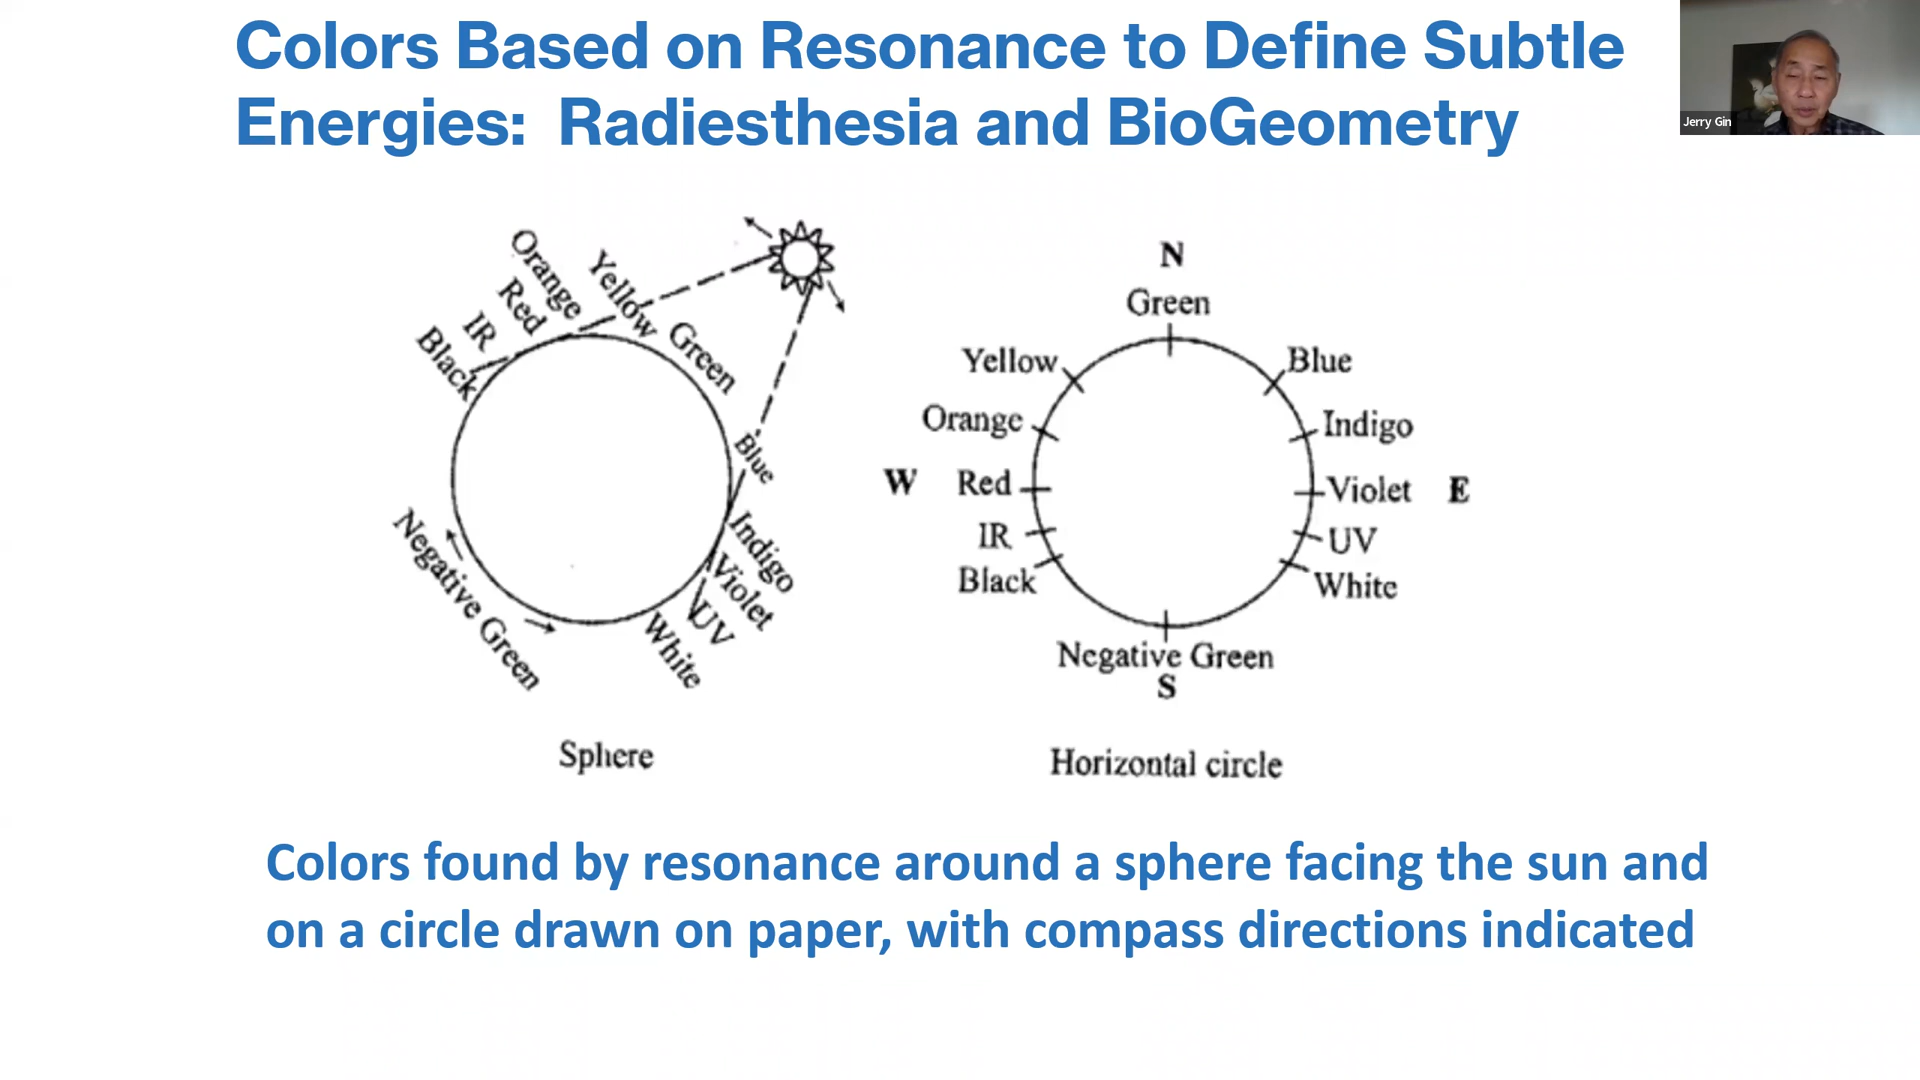 Colors Based on Resonance to Define Subtle
Energies: Radiesthesia and BioGeometry
Jerry Gin
Orange
Yellow
Red
IR
Black
Green
Blue
Indigo
Violet
UV
White
Negative Green
Sphere
N
Green
Yellow
Blue
Orange
Indigo
W Red
Violet E
IR
UV
Black
White
Negative Green
S
Horizontal circle
Colors found by resonance around a sphere facing the sun and
on a circle drawn on paper, with compass directions indicated